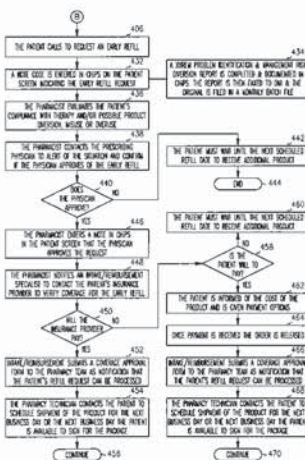 B
406
THE PATIENT CALLS TO REQUEST AN EARLY REFILL
432
A NOTE CODE IS ENTERED IN CHIPS ON THE PATIENT
SCREEN INDICATING THE EARLY REFILL REQUEST
434
A XYREM PROBLEM IDENTIFICATION & MANAGEMENT RISK
DIVERSION REPORT IS COMPLETED & DOCUMENTED IN
CHIPS. THE REPORT IS THEN FAXED TO OMI & THE
ORIGINAL IS FILED IN A MONTHLY BATCH FILE
436
THE PHARMACIST EVALUATES THE PATIENT'S
COMPLIANCE WITH THERAPY AND/OR POSSIBLE PRODUCT
DIVERSION, MISUSE OR OVERUSE
438
THE PHARMACIST CONTACTS THE PRESCRIBING
PHYSICIAN TO ALERT OF THE SITUATION AND CONFIRM
IF THE PHYSICIAN APPROVES OF THE EARLY REFILL
440
DOES
THE PHYSICIAN
APPROVE?
NO
442
THE PATIENT MUST WAIT UNTIL THE NEXT SCHEDULED
REFILL DATE TO RECEIVE ADDITIONAL PRODUCT
END
444
YES
446
THE PHARMACIST ENTERS A NOTE IN CHIPS
IN THE PATIENT SCREEN THAT THE PHYSICIAN
APPROVES THE REQUEST
448
THE PHARMACIST NOTIFIES AN INTAKE/REIMBURSEMENT
SPECIALIST TO CONTACT THE PATIENT'S INSURANCE
PROVIDER TO VERIFY COVERAGE FOR THE EARLY REFILL
450
WILL THE
INSURANCE PROVIDER
PAY?
NO
YES
452
INTAKE/REIMBURSEMENT SUBMITS A COVERAGE APPROVAL
FORM TO THE PHARMACY TEAM AS NOTIFICATION THAT
THE PATIENT'S REFILL REQUEST CAN BE PROCESSED
454
THE PHARMACY TECHNICIAN CONTACTS THE PATIENT
TO SCHEDULE SHIPMENT OF THE PRODUCT FOR THE NEXT
BUSINESS DAY OR THE NEXT BUSINESS DAY THE PATIENT
IS AVAILABLE TO SIGN FOR THE PACKAGE
CONTINUE
456
460
THE PATIENT MUST WAIT UNTIL THE NEXT SCHEDULED
REFILL DATE TO RECEIVE ADDITIONAL PRODUCT
NO
458
IS THE
PATIENT WILL TO
PAY?
YES
462
THE PATIENT IS INFORMED OF THE COST OF THE
PRODUCT AND IS GIVEN PAYMENT OPTIONS
464
ONCE PAYMENT IS RECEIVED THE ORDER IS RELEASED
466
INTAKE/REIMBURSEMENT SUBMITS A COVERAGE APPROVAL
FORM TO THE PHARMACY TEAM AS NOTIFICATION THAT
THE PATIENT'S REFILL REQUEST CAN BE PROCESSED
468
THE PHARMACY TECHNICIAN CONTACTS THE PATIENT TO
SCHEDULE SHIPMENT OF THE PRODUCT FOR THE NEXT
BUSINESS DAY OR THE NEXT BUSINESS DAY THE PATIENT
IS AVAILABLE TO SIGN FOR THE PACKAGE
CONTINUE
470